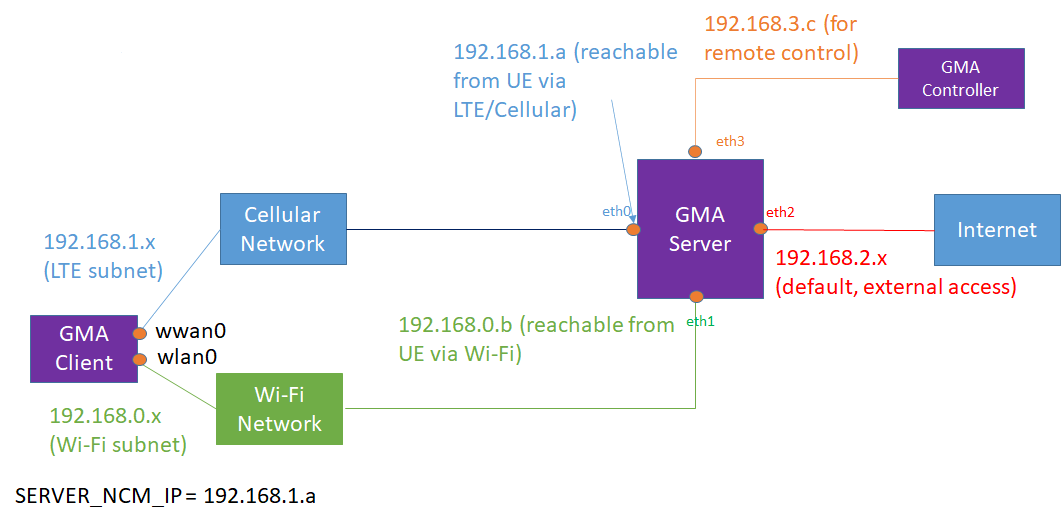 192.168.3.c (for
remote control)
GMA
Controller
192.168.1.a (reachable
from UE via
LTE/Cellular)
eth3
Cellular
Network
eth0
GMA
Server
eth2
Internet
192.168.1.x
(LTE subnet)
192.168.2.x
(default, external access)
GMA
Client
wwan0
wlan0
192.168.0.b (reachable from
UE via Wi-Fi)
eth1
Wi-Fi
Network
192.168.0.x
(Wi-Fi subnet)
SERVER_NCM_IP = 192.168.1.a